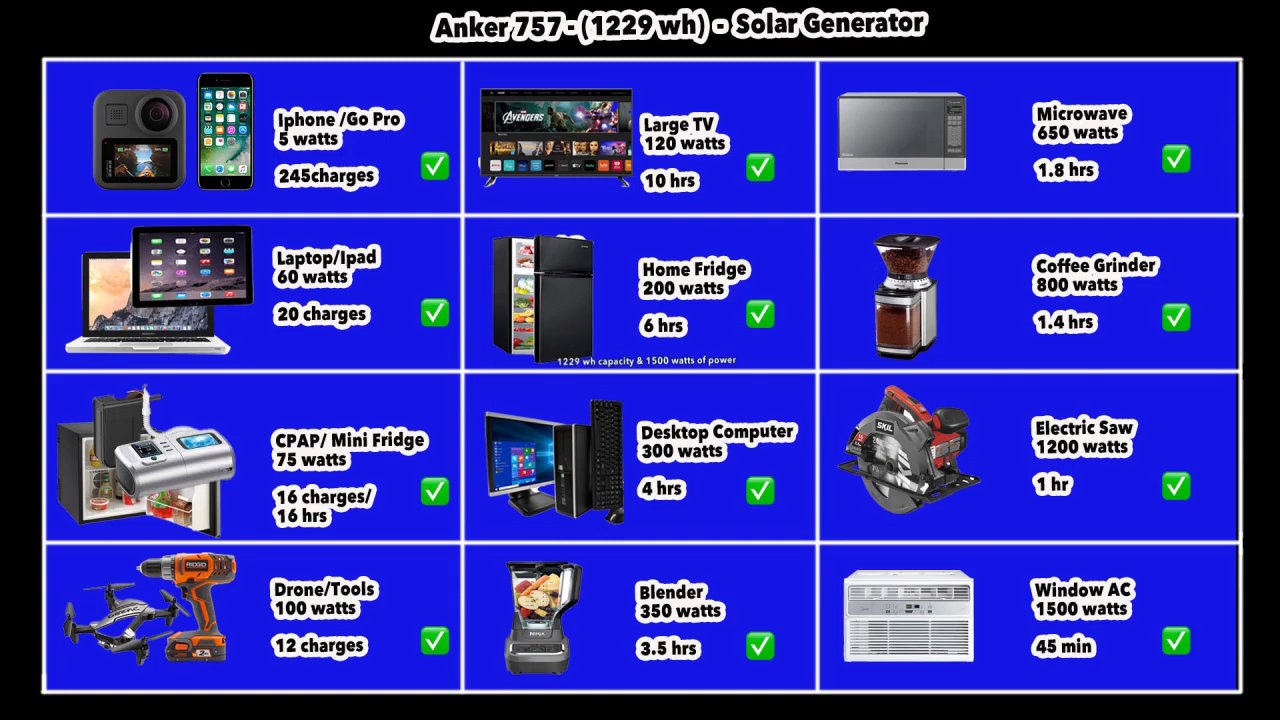 Anker 757 - (1229 wh) - Solar Generator
Iphone /Go Pro
5 watts
245charges
AVENGERS
Large TV
120 watts
10 hrs
Microwave
650 watts
1.8 hrs
Laptop/Ipad
60 watts
20 charges
Home Fridge
200 watts
6 hrs
1229 wh capacity & 1500 watts of power
Coffee Grinder
800 watts
1.4 hrs
CPAP/ Mini Fridge
75 watts
16 charges/
16 hrs
Desktop Computer
300 watts
4 hrs
SKIL
Electric Saw
1200 watts
1 hr
RIDGID
Drone/Tools
100 watts
12 charges
NINJA
Blender
350 watts
3.5 hrs
Window AC
1500 watts
45 min